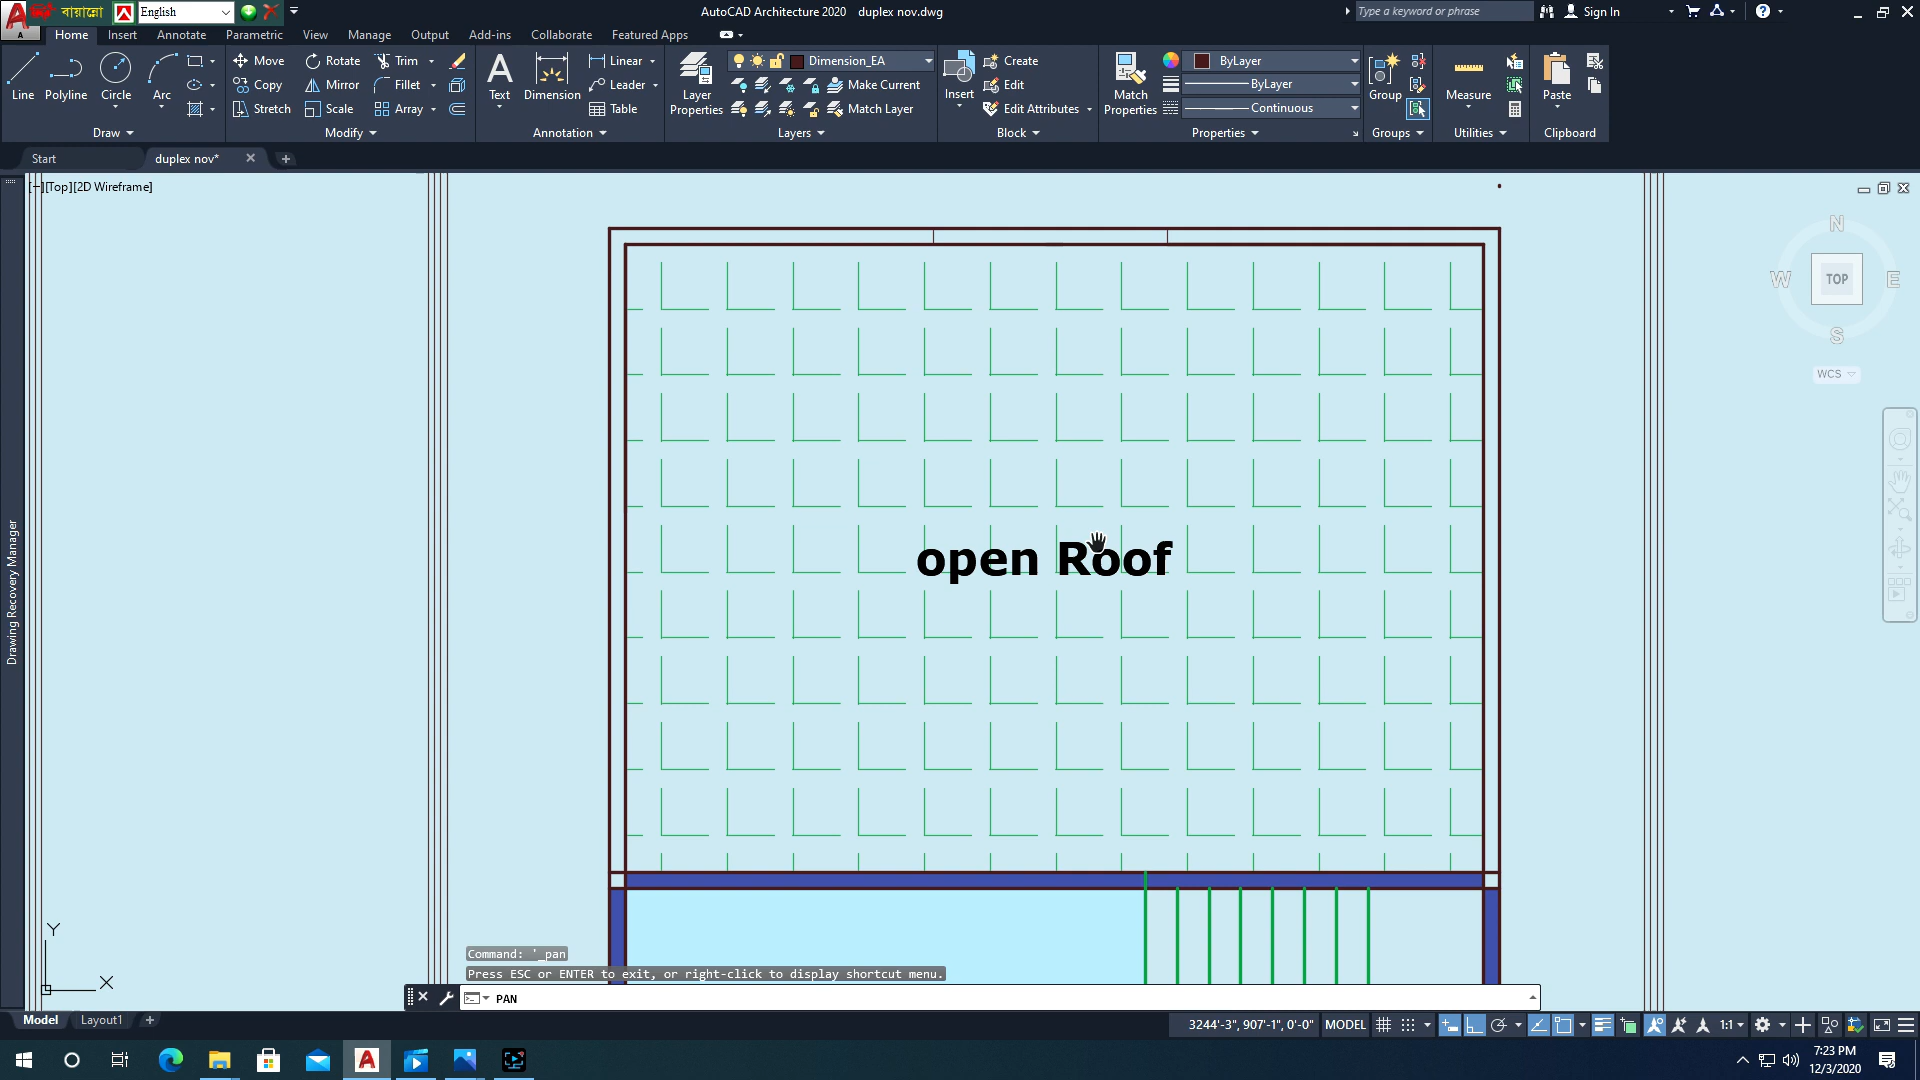 বায়ান্নো English AutoCAD Architecture 2020 duplex nov.dwg Type a keyword or phrase Sign In
A Home Insert Annotate Parametric View Manage Output Add-ins Collaborate Featured Apps
Move Rotate Trim Linear Dimension_EA Create ByLayer
Line Polyline Circle Arc Copy Mirror Fillet Text Dimension Leader Layer Properties Make Current Insert Edit Match Properties ByLayer Group Measure Paste
Stretch Scale Array Table Match Layer Edit Attributes Continuous
Draw Modify Annotation Layers Block Properties Groups Utilities Clipboard
Start duplex nov*
[−][Top][2D Wireframe]
N
W TOP E
S
WCS
open Roof
Drawing Recovery Manager
Y
X
Command: '_pan
Press ESC or ENTER to exit, or right-click to display shortcut menu.
PAN
Model Layout1
3244'-3", 907'-1", 0'-0" MODEL 1:1
7:23 PM
12/3/2020